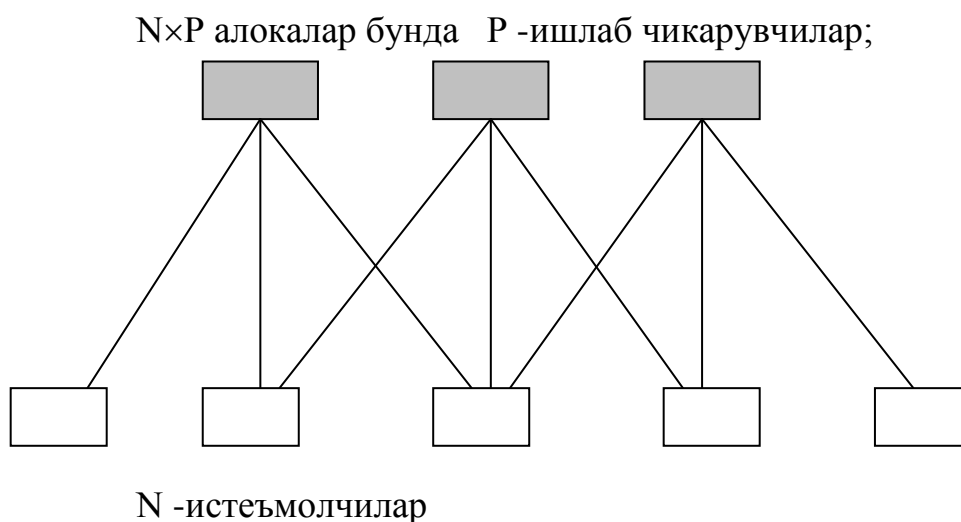 N×P алокалар бунда P -ишлаб чикарувчилар;
N -истеъмолчилар